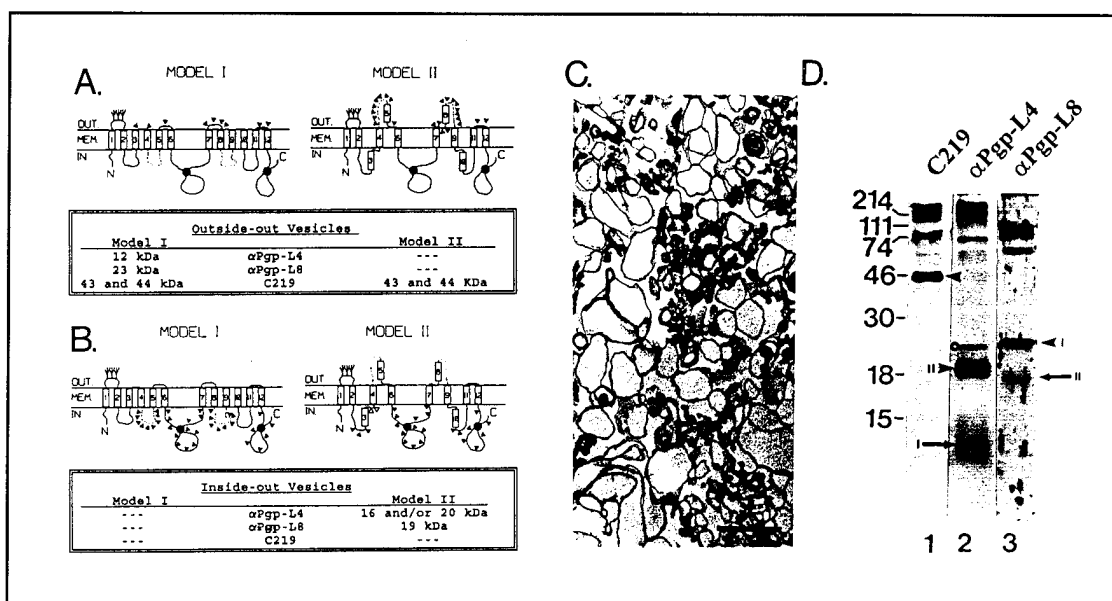 A.
MODEL I MODEL II
OUT.
MEM.
IN
N C N C
Outside-out Vesicles
Model I Model II
12 kDa αPgp-L4 ---
23 kDa αPgp-L8 ---
43 and 44 kDa C219 43 and 44 KDa
B.
MODEL I MODEL II
OUT.
MEM.
IN
N C N C
Inside-out Vesicles
Model I Model II
--- αPgp-L4 16 and/or 20 kDa
--- αPgp-L8 19 kDa
--- C219 ---
C.
D.
C219
αPgp-L4
αPgp-L8
214
111
74
46
30
18
15
I
II
II
I
1 2 3